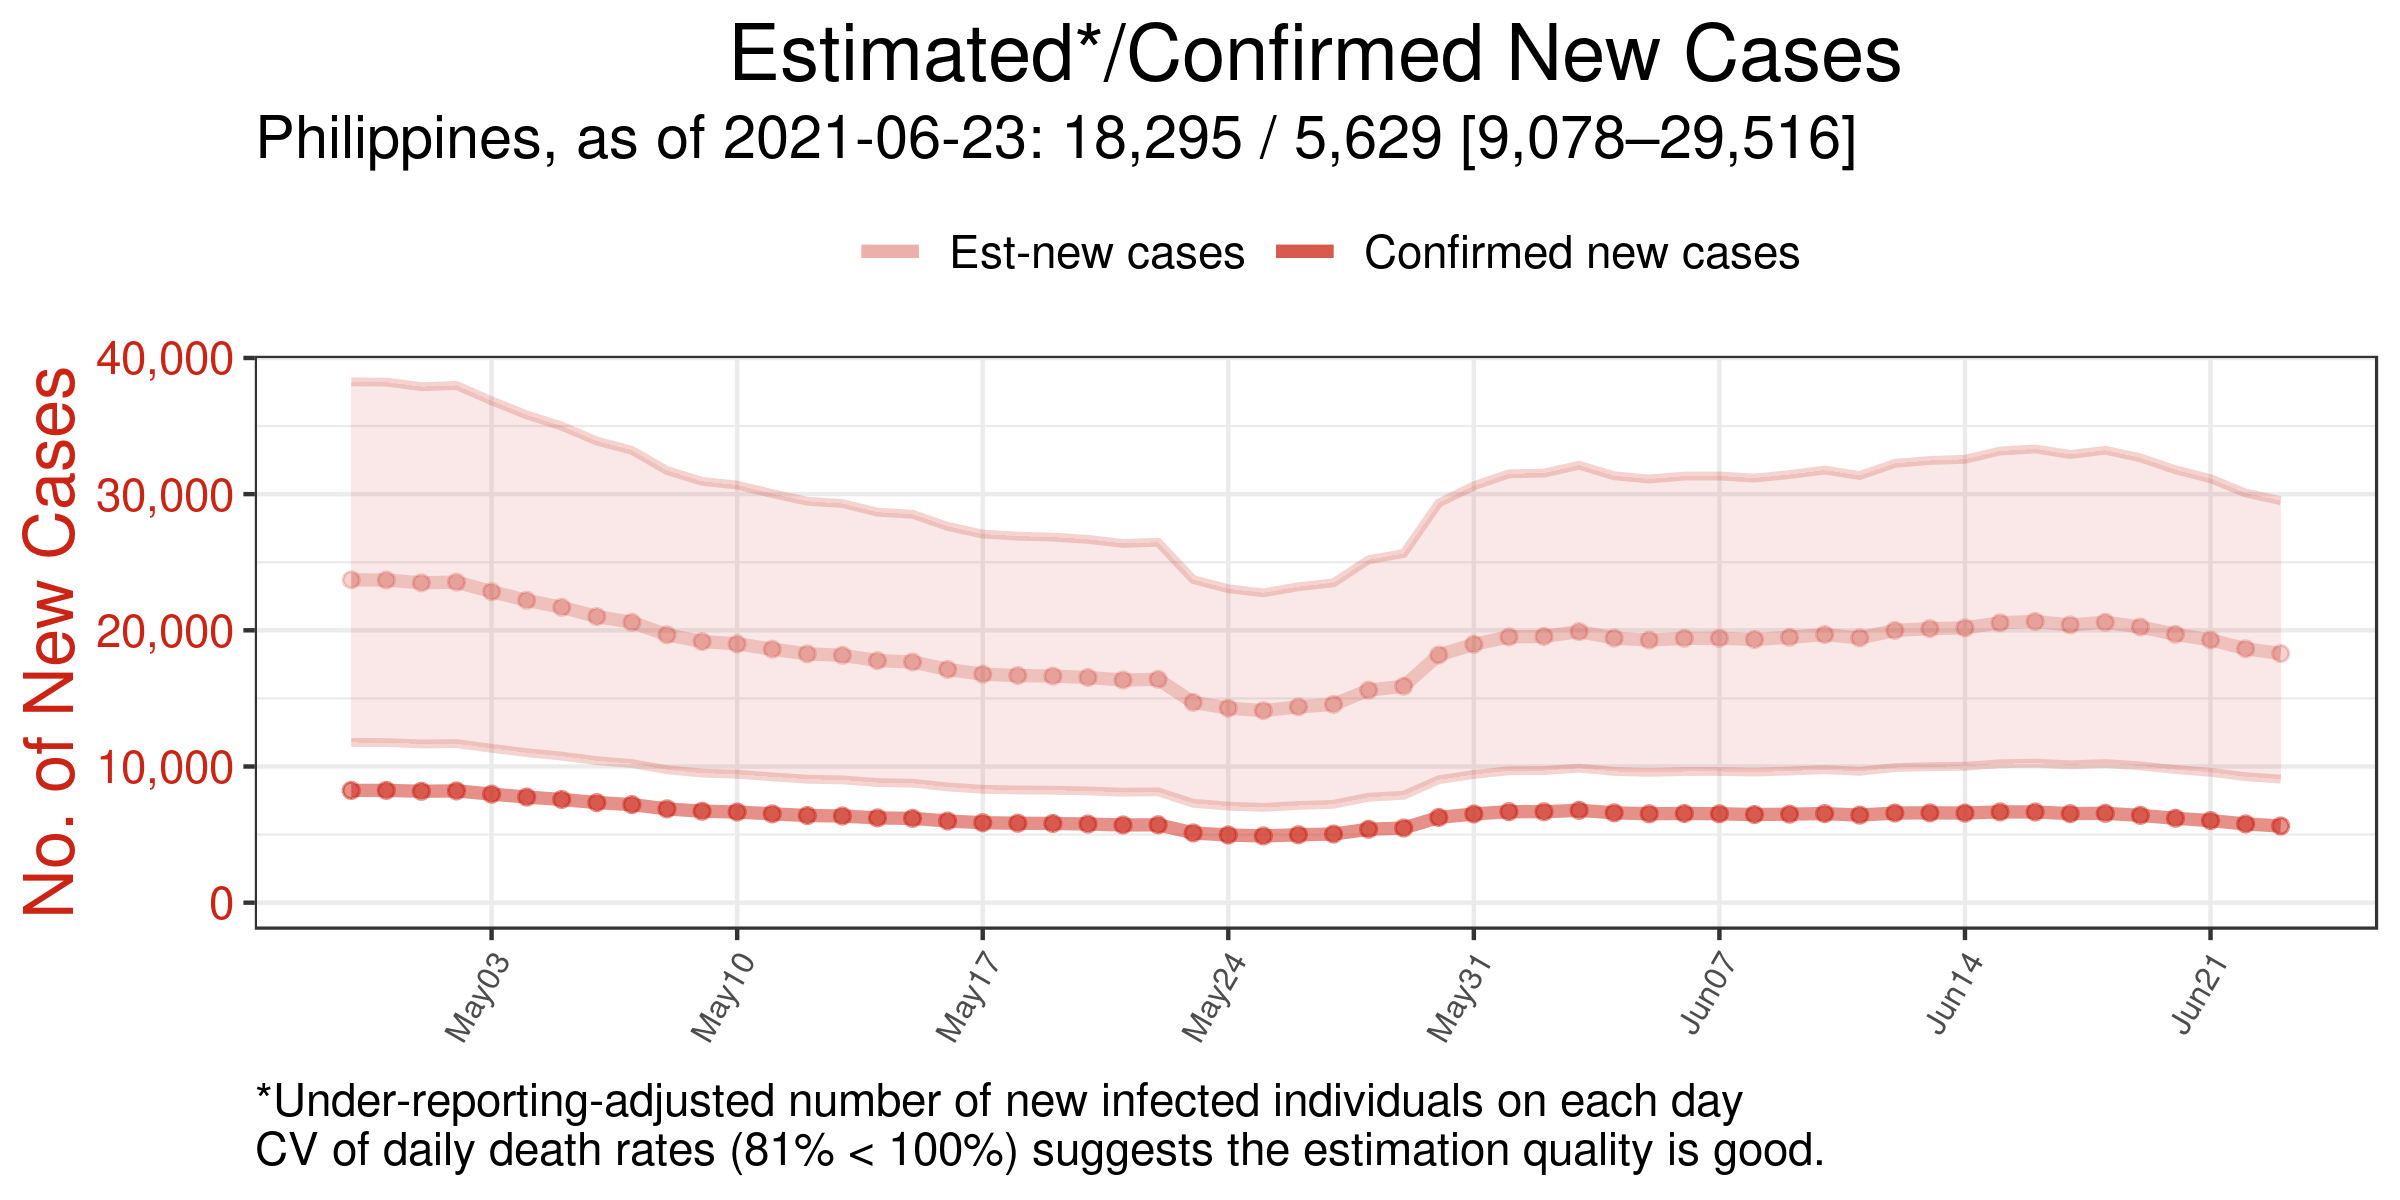 Estimated*/Confirmed New Cases
Philippines, as of 2021-06-23: 18,295 / 5,629 [9,078–29,516]
Est-new cases
Confirmed new cases
No. of New Cases
40,000
30,000
20,000
10,000
0
May03
May10
May17
May24
May31
Jun07
Jun14
Jun21
*Under-reporting-adjusted number of new infected individuals on each day
CV of daily death rates (81% < 100%) suggests the estimation quality is good.